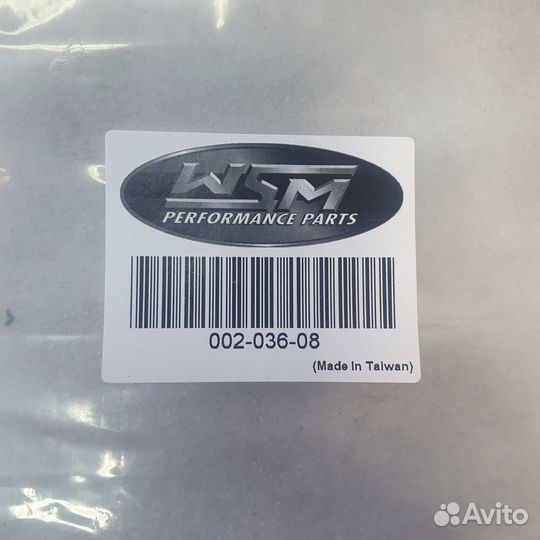 WSM
PERFORMANCE PARTS
002-036-08
(Made In Taiwan)
Avito